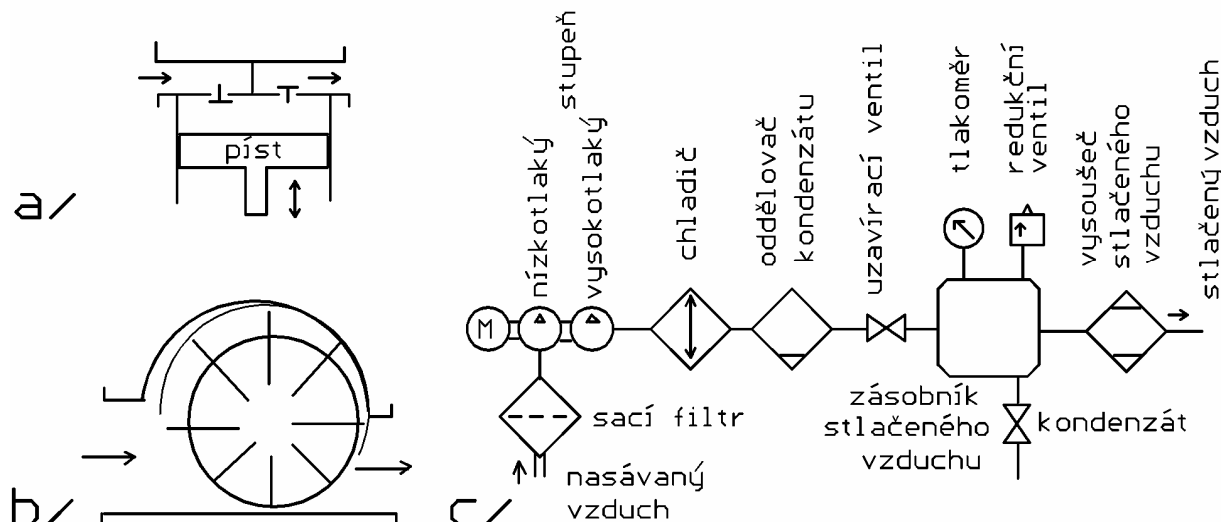 píst
a/
b/
c/
M
nízkotlaký
vysokotlaký
stupeň
chladič
oddělovač
kondenzátu
uzavírací ventil
tlakoměr
redukční
ventil
vysoušeč
stlačeného
vzduchu
stlačený vzduch
sací filtr
nasávaný
vzduch
zásobník
stlačeného
vzduchu
kondenzát